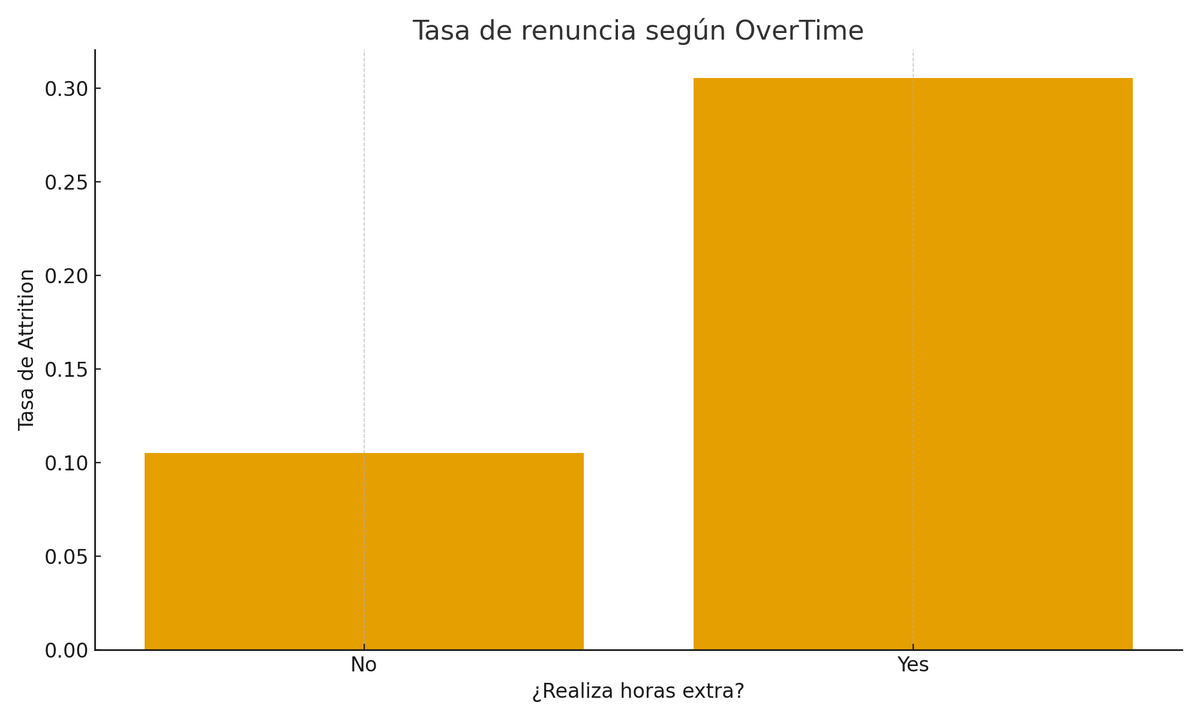 Tasa de renuncia según OverTime
Tasa de Attrition
0.30
0.25
0.20
0.15
0.10
0.05
0.00
No
Yes
¿Realiza horas extra?